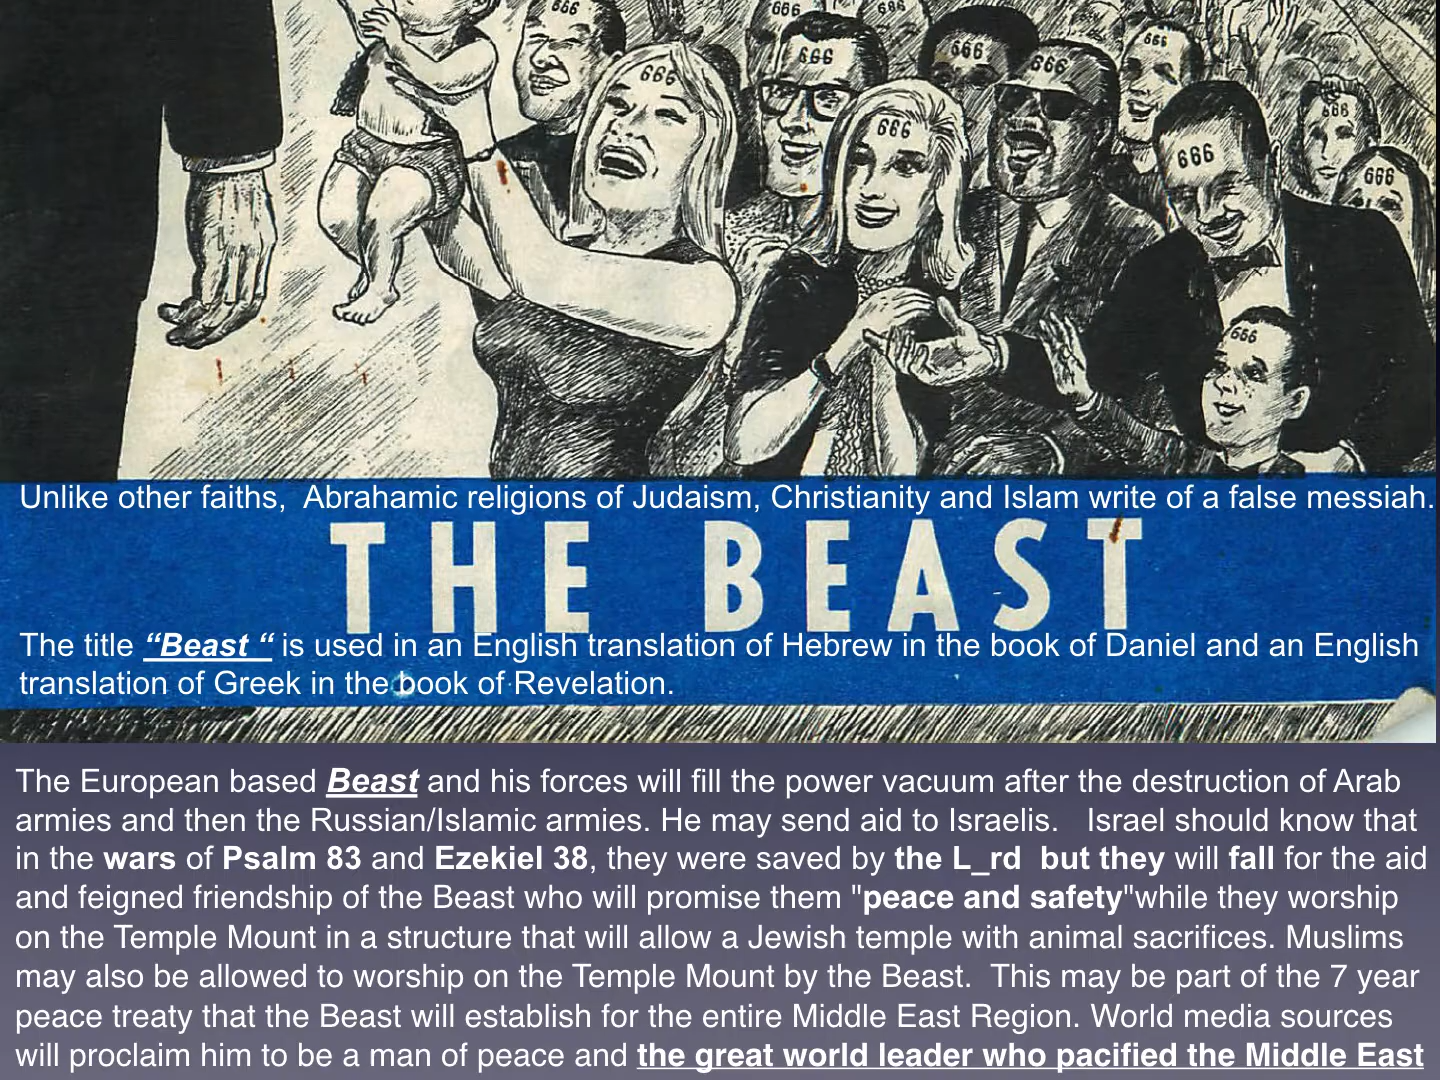 666
666
666
666
666
666
666
666
666
666
666
666
666
Unlike other faiths,  Abrahamic religions of Judaism, Christianity and Islam write of a false messiah.
THE BEAST
The title “Beast “ is used in an English translation of Hebrew in the book of Daniel and an English
translation of Greek in the book of Revelation.
The European based Beast and his forces will fill the power vacuum after the destruction of Arab
armies and then the Russian/Islamic armies. He may send aid to Israelis.   Israel should know that
in the wars of Psalm 83 and Ezekiel 38, they were saved by the L_rd  but they will fall for the aid
and feigned friendship of the Beast who will promise them "peace and safety"while they worship
on the Temple Mount in a structure that will allow a Jewish temple with animal sacrifices. Muslims
may also be allowed to worship on the Temple Mount by the Beast.  This may be part of the 7 year
peace treaty that the Beast will establish for the entire Middle East Region. World media sources
will proclaim him to be a man of peace and the great world leader who pacified the Middle East